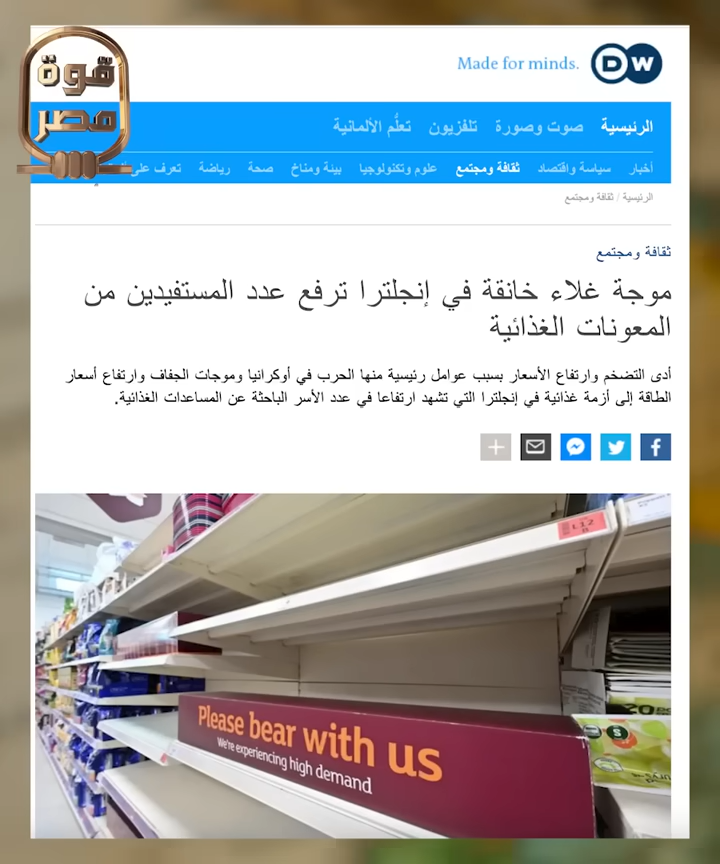 قوة
مصر
Made for minds.
DW
الرئيسية صوت وصورة تلفزيون تعلَّم الألمانية
أخبار سياسة واقتصاد ثقافة ومجتمع علوم وتكنولوجيا بيئة ومناخ صحة رياضة تعرف على
الرئيسية / ثقافة ومجتمع
ثقافة ومجتمع
موجة غلاء خانقة في إنجلترا ترفع عدد المستفيدين من
المعونات الغذائية
أدى التضخم وارتفاع الأسعار بسبب عوامل رئيسية منها الحرب في أوكرانيا وموجات الجفاف وارتفاع أسعار
الطاقة إلى أزمة غذائية في إنجلترا التي تشهد ارتفاعا في عدد الأسر الباحثة عن المساعدات الغذائية.
L12
Please bear with us
We're experiencing high demand
20